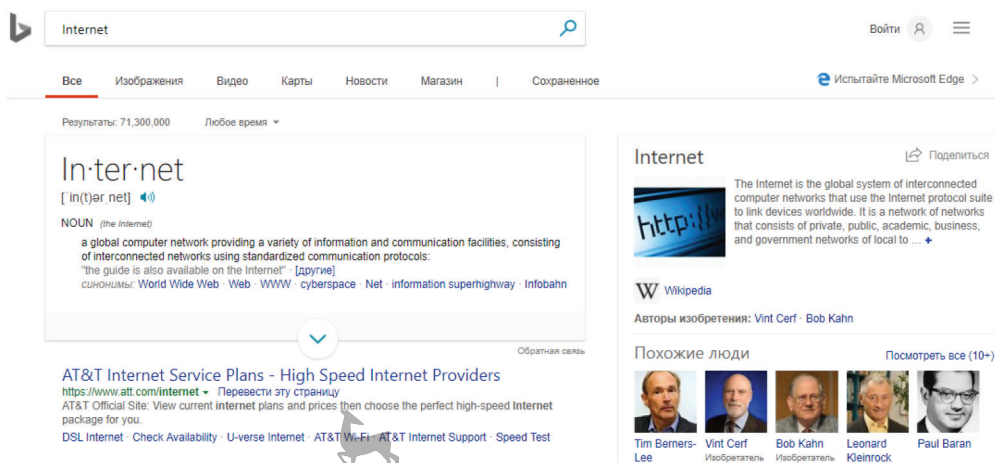 Internet
Войти
Все Изображения Видео Карты Новости Магазин | Сохраненное
Испытайте Microsoft Edge
Результаты: 71,300,000 Любое время
In·ter·net
[ˈin(t)ərˌnet]
NOUN (the Internet)
a global computer network providing a variety of information and communication facilities, consisting
of interconnected networks using standardized communication protocols:
"the guide is also available on the Internet" · [другие]
синонимы: World Wide Web · Web · WWW · cyberspace · Net · information superhighway · Infobahn
Обратная связь
AT&T Internet Service Plans - High Speed Internet Providers
https://www.att.com/internet Перевести эту страницу
AT&T Official Site: View current internet plans and prices then choose the perfect high-speed Internet
package for you.
DSL Internet · Check Availability · U-verse Internet · AT&T Wi-Fi · AT&T Internet Support · Speed Test
Internet
Поделиться
http://w
The Internet is the global system of interconnected
computer networks that use the Internet protocol suite
to link devices worldwide. It is a network of networks
that consists of private, public, academic, business,
and government networks of local to ... +
W Wikipedia
Авторы изобретения: Vint Cerf · Bob Kahn
Похожие люди
Посмотреть все (10+)
Tim Berners- Vint Cerf Bob Kahn Leonard Paul Baran
Lee Изобретатель Изобретатель Kleinrock